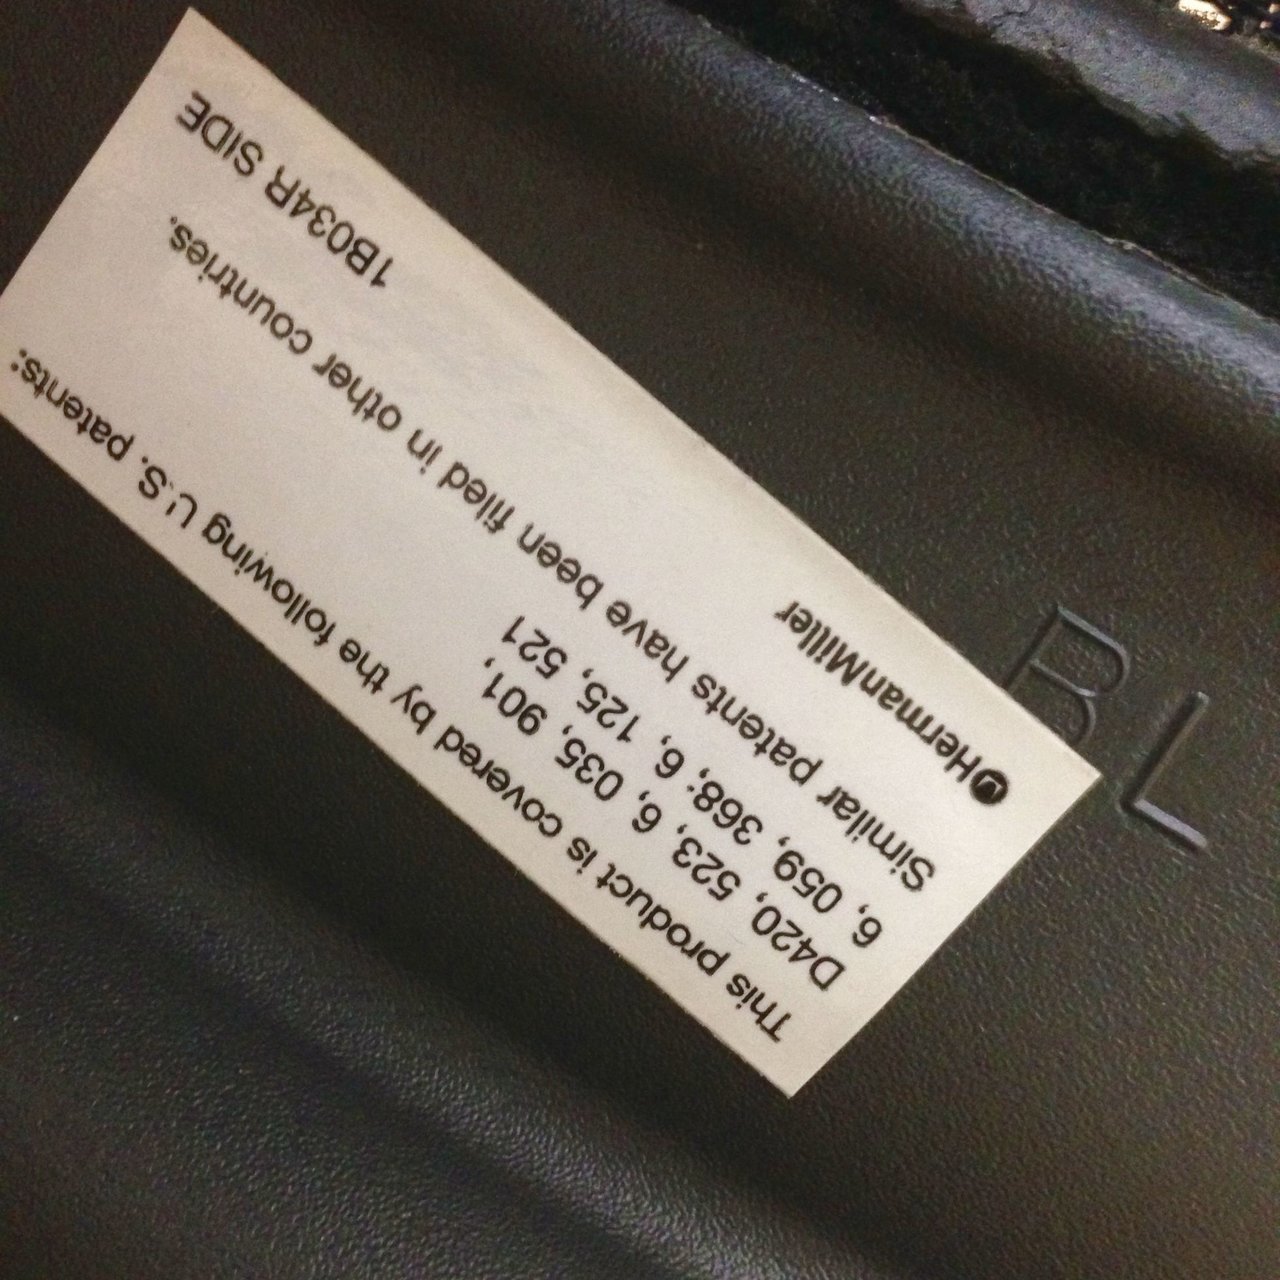 This product is covered by the following U.S. patents:
D420, 523, 6, 035, 901,
6, 059, 368; 6, 125, 521
Similar patents have been filed in other countries.
HermanMiller
1B034R SIDE
BL